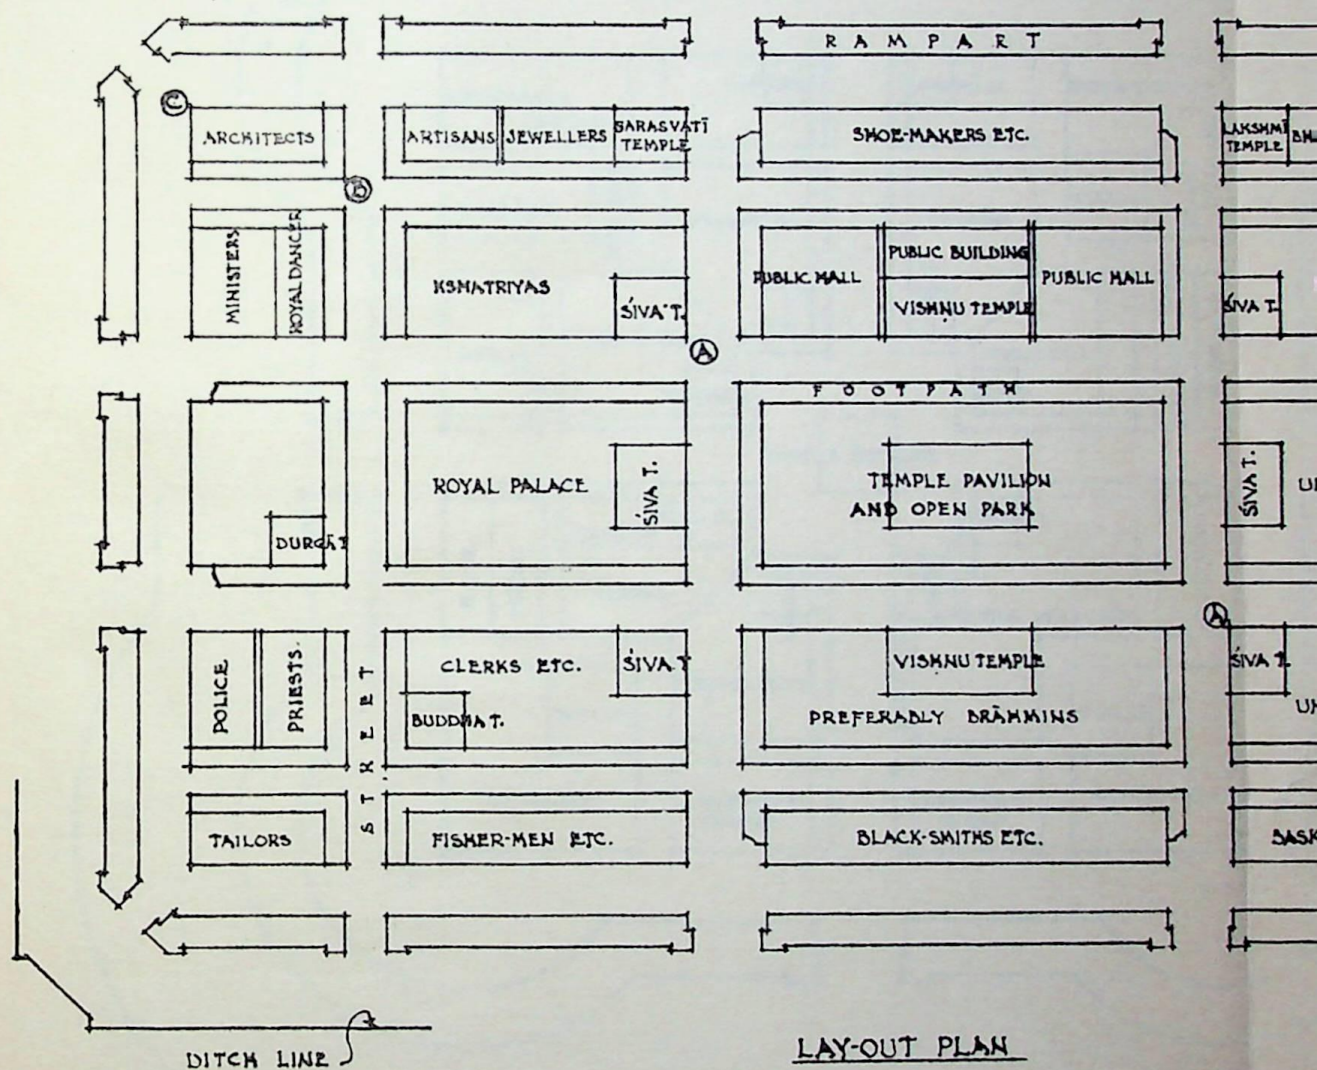 RAMPART
C
ARCHITECTS
ARTISANS
JEWELLERS
SARASVATĪ
TEMPLE
SHOE-MAKERS ETC.
LAKSHMĪ
TEMPLE
B
MINISTERS
ROYAL DANCER
KSHATRIYAS
ŚIVA T.
PUBLIC HALL
PUBLIC BUILDING
VISHṆU TEMPLE
PUBLIC HALL
ŚIVA T.
A
FOOTPATH
DURGĀ T
ROYAL PALACE
ŚIVA T.
TEMPLE PAVILION
AND OPEN PARK
ŚIVA T.
A
POLICE
PRIESTS.
STREET
CLERKS ETC.
ŚIVA T
BUDDHA T.
VISHNU TEMPLE
PREFERABLY BRĀHMINS
ŚIVA T.
TAILORS
FISHER-MEN ETC.
BLACK-SMITHS ETC.
DITCH LINE
LAY-OUT PLAN